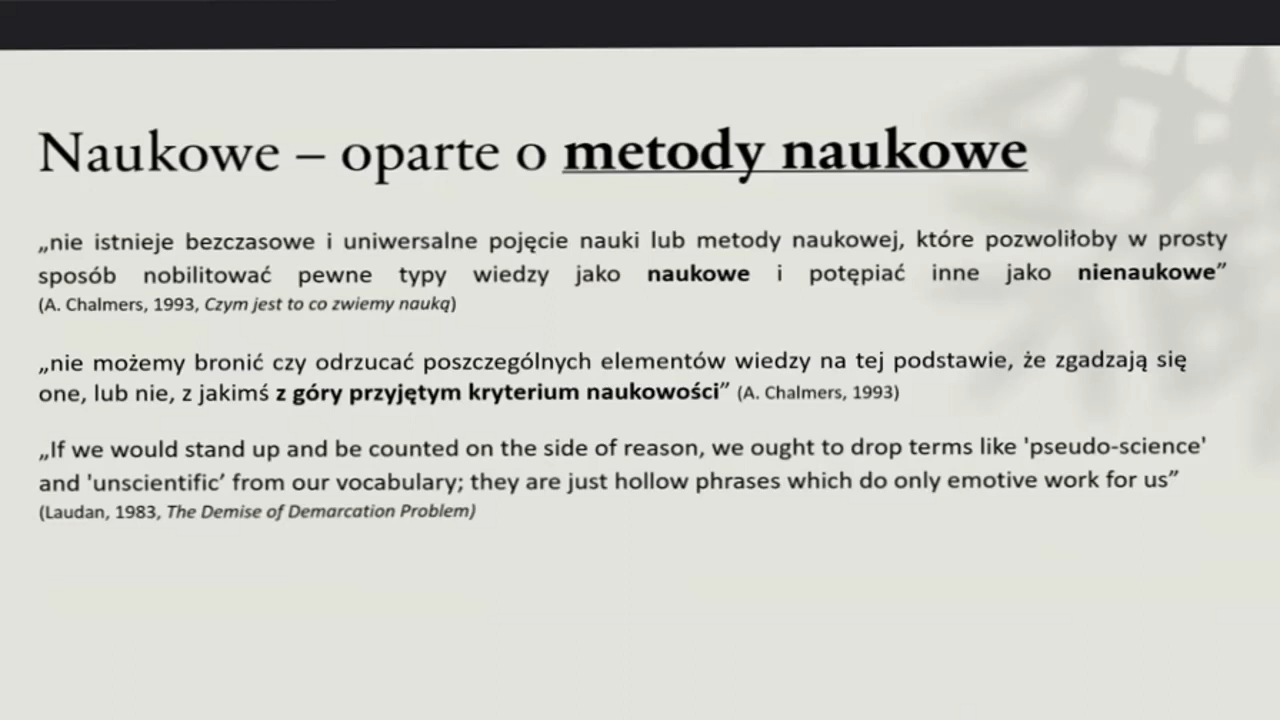 Naukowe – oparte o metody naukowe
„nie istnieje bezczasowe i uniwersalne pojęcie nauki lub metody naukowej, które pozwoliłoby w prosty
sposób nobilitować pewne typy wiedzy jako naukowe i potępiać inne jako nienaukowe”
(A. Chalmers, 1993, Czym jest to co zwiemy nauką)
„nie możemy bronić czy odrzucać poszczególnych elementów wiedzy na tej podstawie, że zgadzają się
one, lub nie, z jakimś z góry przyjętym kryterium naukowości” (A. Chalmers, 1993)
„If we would stand up and be counted on the side of reason, we ought to drop terms like 'pseudo-science'
and 'unscientific’ from our vocabulary; they are just hollow phrases which do only emotive work for us”
(Laudan, 1983, The Demise of Demarcation Problem)